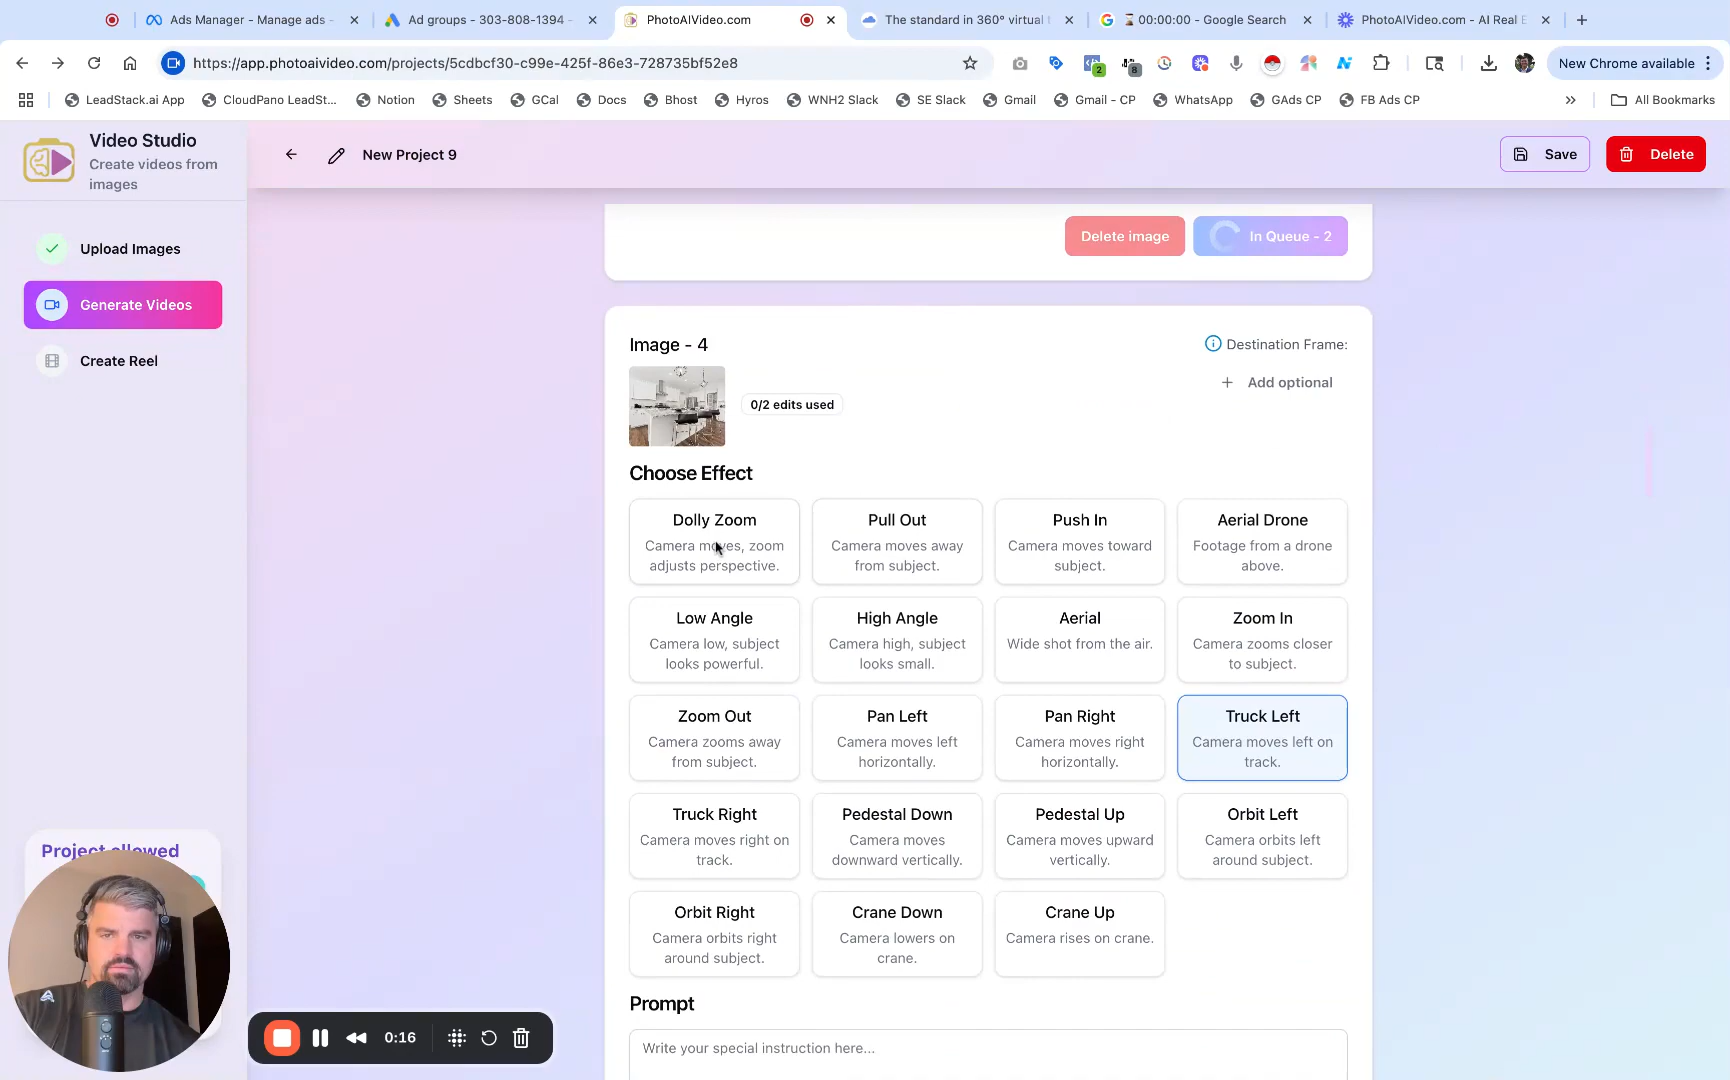 Ads Manager - Manage ads -
Ad groups - 303-808-1394 -
PhotoAIVideo.com
The standard in 360° virtual
00:00:00 - Google Search
PhotoAIVideo.com - AI Real E
https://app.photoaivideo.com/projects/5cdbcf30-c99e-425f-86e3-728735bf52e8
2
8
New Chrome available
LeadStack.ai App
CloudPano LeadSt...
Notion
Sheets
GCal
Docs
Bhost
Hyros
WNH2 Slack
SE Slack
Gmail
Gmail - CP
WhatsApp
GAds CP
FB Ads CP
All Bookmarks
Video Studio
Create videos from
images
New Project 9
Save
Delete
Upload Images
Generate Videos
Create Reel
Delete image
In Queue - 2
Image - 4
Destination Frame:
0/2 edits used
Add optional
Choose Effect
Dolly Zoom
Camera moves, zoom
adjusts perspective.
Pull Out
Camera moves away
from subject.
Push In
Camera moves toward
subject.
Aerial Drone
Footage from a drone
above.
Low Angle
Camera low, subject
looks powerful.
High Angle
Camera high, subject
looks small.
Aerial
Wide shot from the air.
Zoom In
Camera zooms closer
to subject.
Zoom Out
Camera zooms away
from subject.
Pan Left
Camera moves left
horizontally.
Pan Right
Camera moves right
horizontally.
Truck Left
Camera moves left on
track.
Truck Right
Camera moves right on
track.
Pedestal Down
Camera moves
downward vertically.
Pedestal Up
Camera moves upward
vertically.
Orbit Left
Camera orbits left
around subject.
Orbit Right
Camera orbits right
around subject.
Crane Down
Camera lowers on
crane.
Crane Up
Camera rises on crane.
Prompt
Write your special instruction here...
Project allowed
0:16